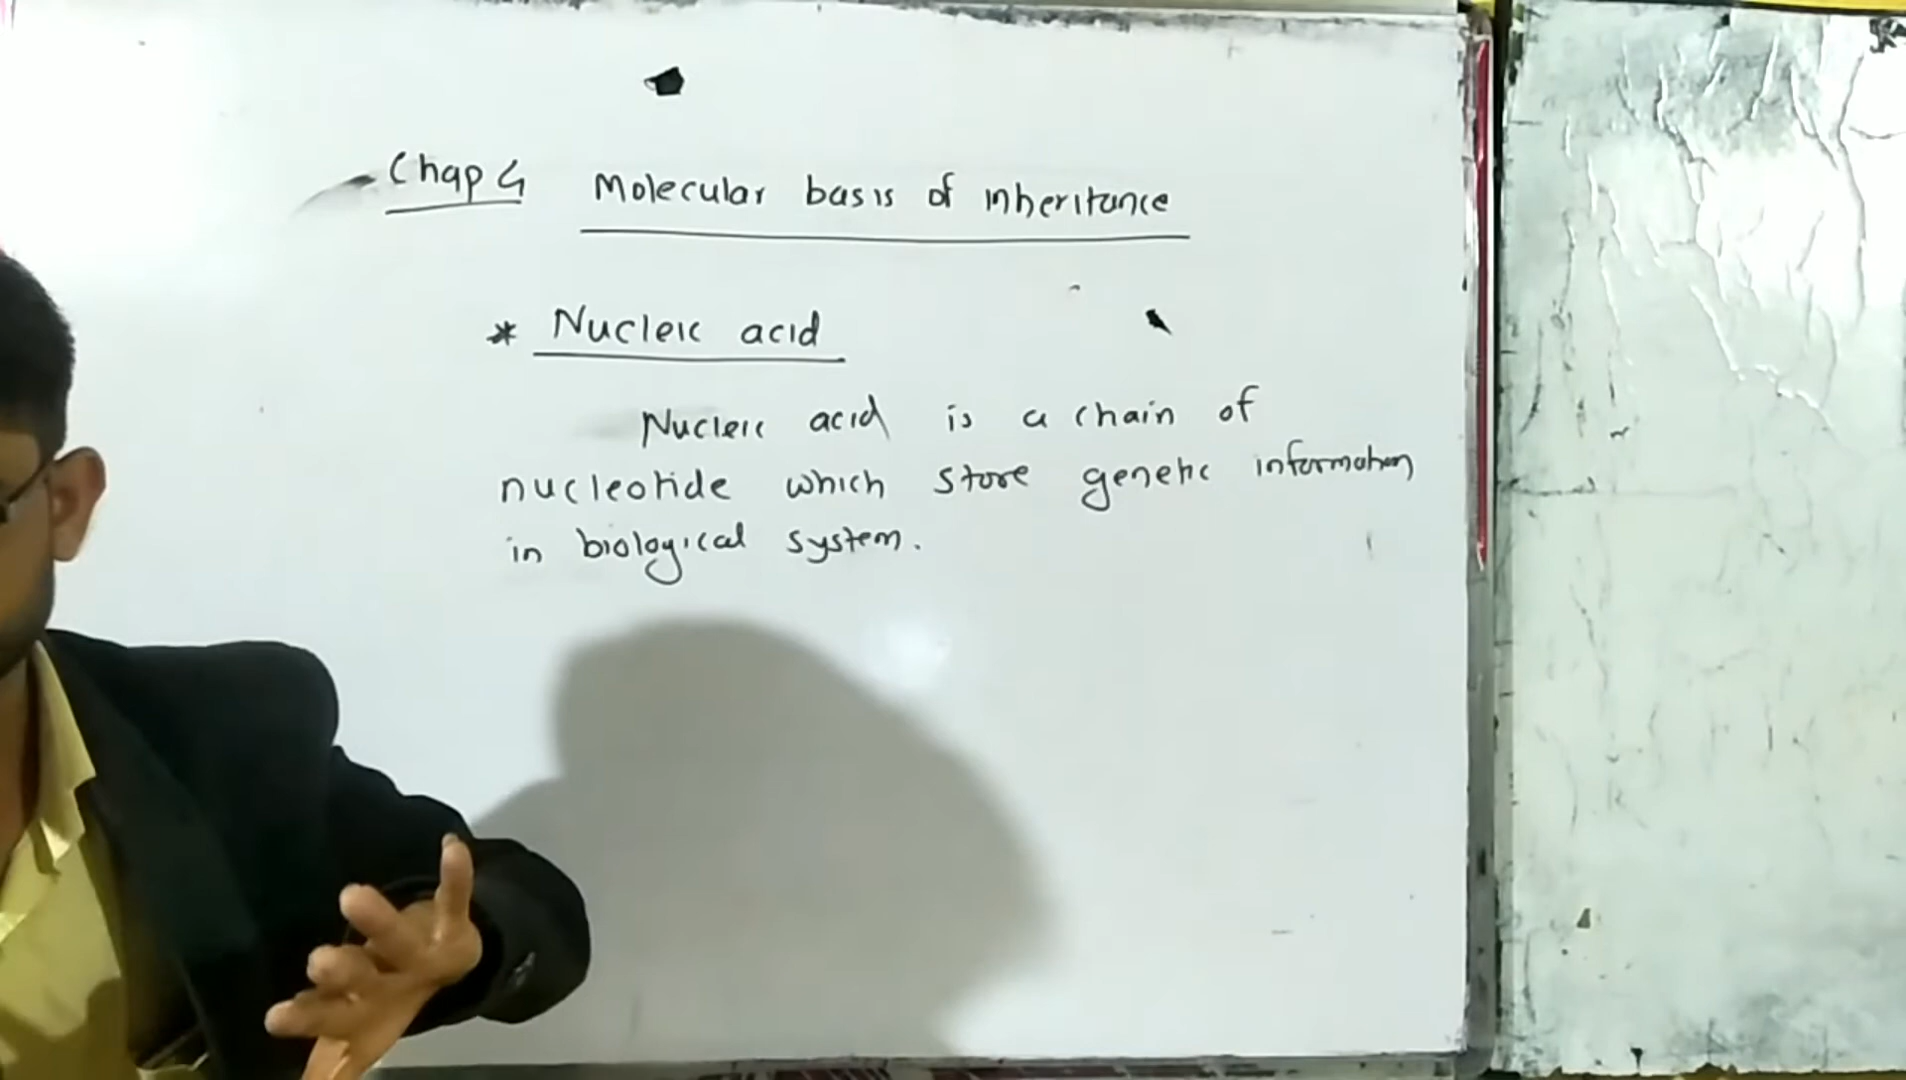 Chap 4 Molecular basis of inheritance
* Nucleic acid
Nucleic acid is a chain of
nucleotide which store genetic information
in biological system.